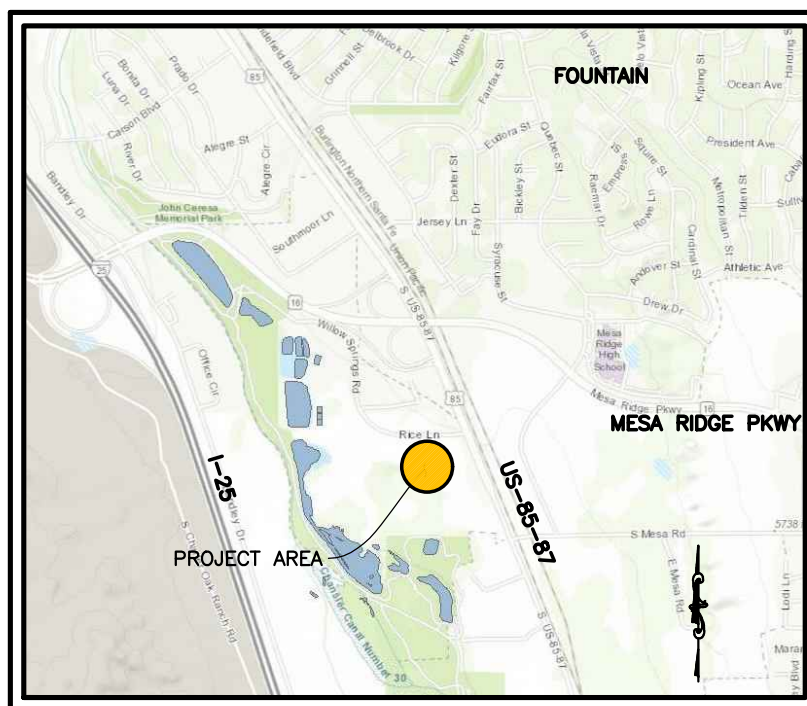 FOUNTAIN
Bonita Dr
Luna Dr
Prado Dr
Carson Blvd
River Dr
Alegre St
Alegre Cir
85
Grinnell St
Kilgore St
Fairfax St
Kipling St
Harding St
Ocean Ave
President Ave
Eudora St
Quebec St
Squire St
Empress St
Dexter St
Fay Dr
Bickley St
Raemar Dr
Rowe Ln
Metropolitan St
Tilden St
Cardinal St
Bandley Dr
John Ceresa
Memorial Park
Southmoor Ln
Burlington Northern Santa Fe
Union Pacific
Jersey Ln
Syracuse St
Andover St
Athletic Ave
Drew Dr
25
16
S US-85-87
Willow Springs Rd
Mesa
Ridge
High
School
Office Cir
85
Mesa Ridge Pkwy
16
Rice Ln
MESA RIDGE PKWY
I-25
US-85-87
S Mesa Rd
5738
PROJECT AREA
E Mesa Rd
Lodi Ln
Chandler Canal Number 30
S US-85-87